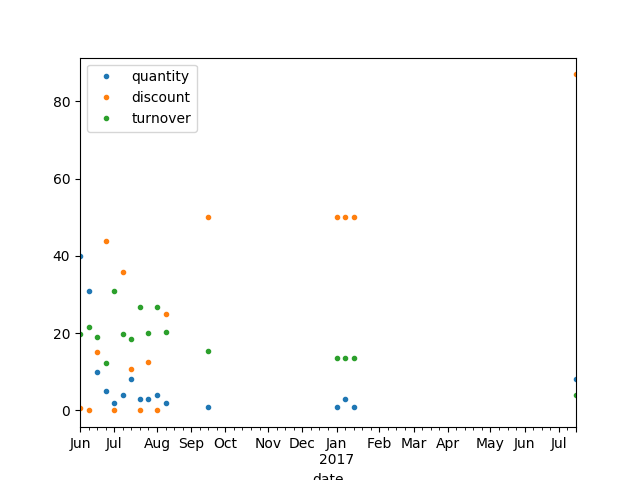 quantity
discount
turnover
80
60
40
20
0
Jun Jul Aug Sep Oct Nov Dec Jan Feb Mar Apr May Jun Jul
2017
date